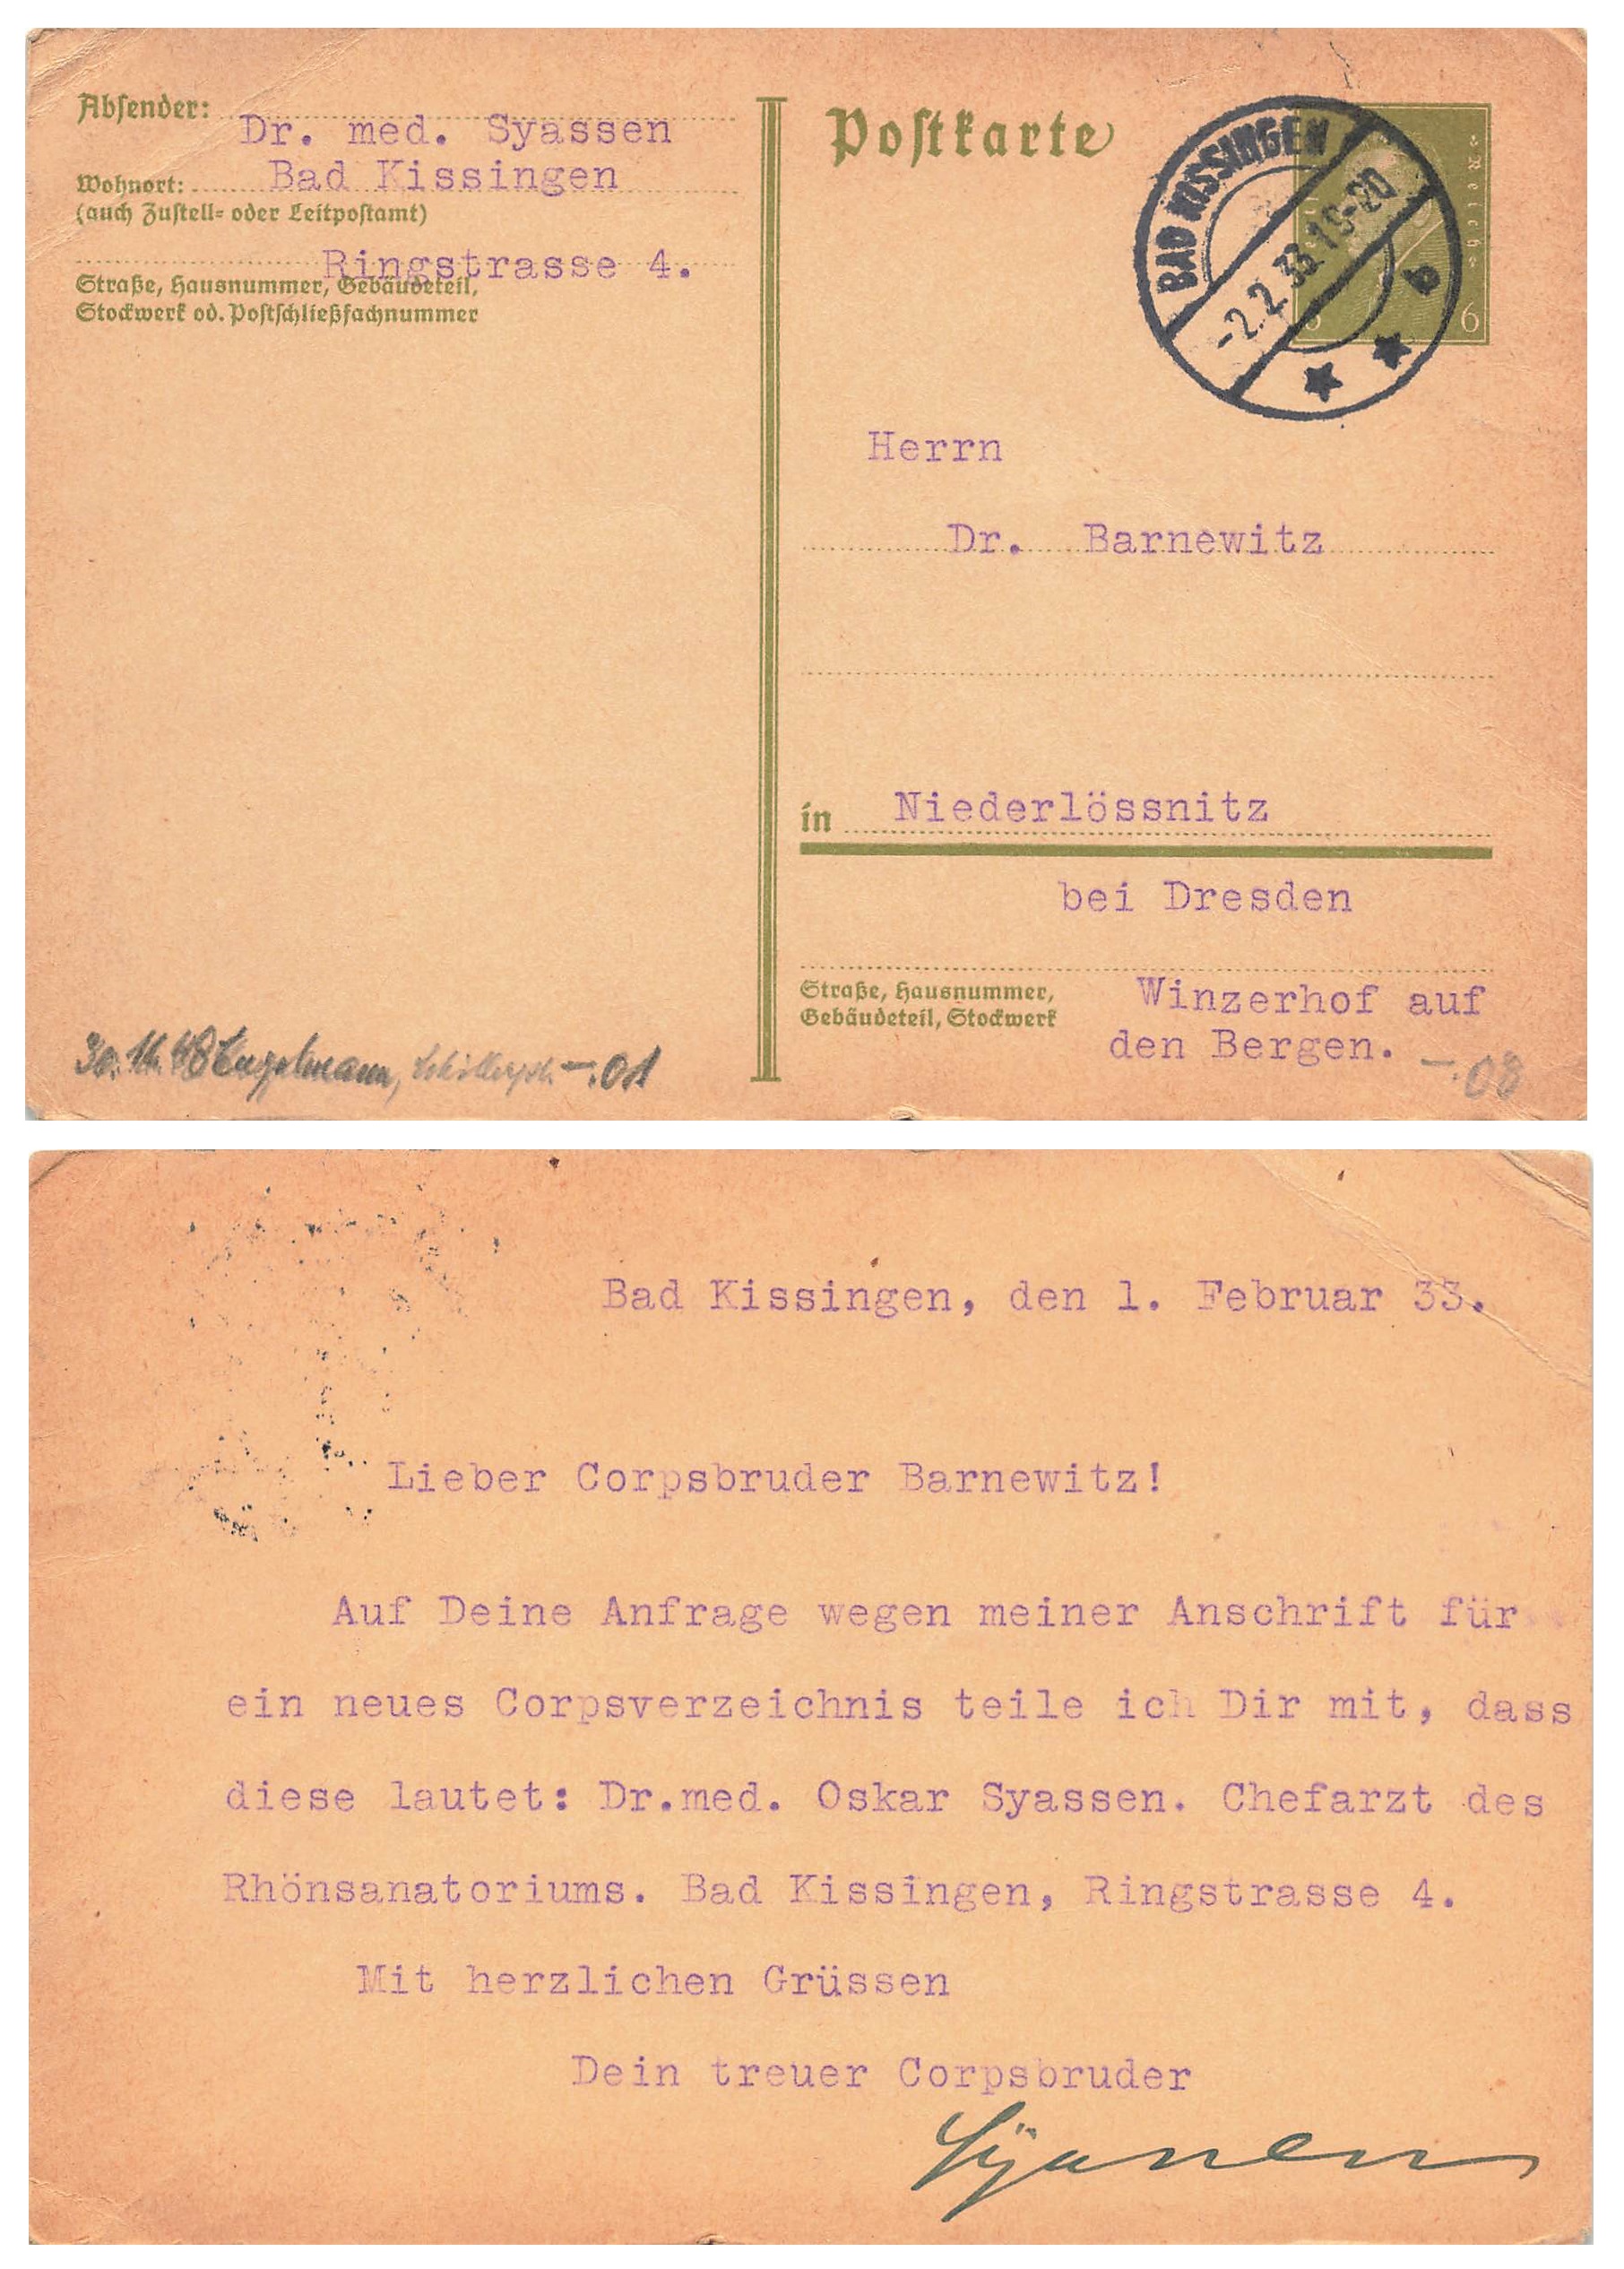 Absender: Dr. med. Syassen
Wohnort: Bad Kissingen
(auch Zustell- oder Leitpostamt)
Ringstrasse 4.
Straße, Hausnummer, Gebäudeteil,
Stockwerk od. Postschließfachnummer
Postkarte
BAD KISSINGEN
-2.2.33.19-20
b
6
Herrn
Dr. Barnewitz
in Niederlössnitz
bei Dresden
Straße, Hausnummer,
Gebäudeteil, Stockwerk
Winzerhof auf
den Bergen.
-.08
Engelmann, -.01
Bad Kissingen, den 1. Februar 33.
Lieber Corpsbruder Barnewitz!
Auf Deine Anfrage wegen meiner Anschrift für
ein neues Corpsverzeichnis teile ich Dir mit, dass
diese lautet: Dr.med. Oskar Syassen. Chefarzt des
Rhönsanatoriums. Bad Kissingen, Ringstrasse 4.
Mit herzlichen Grüssen
Dein treuer Corpsbruder
Syassen